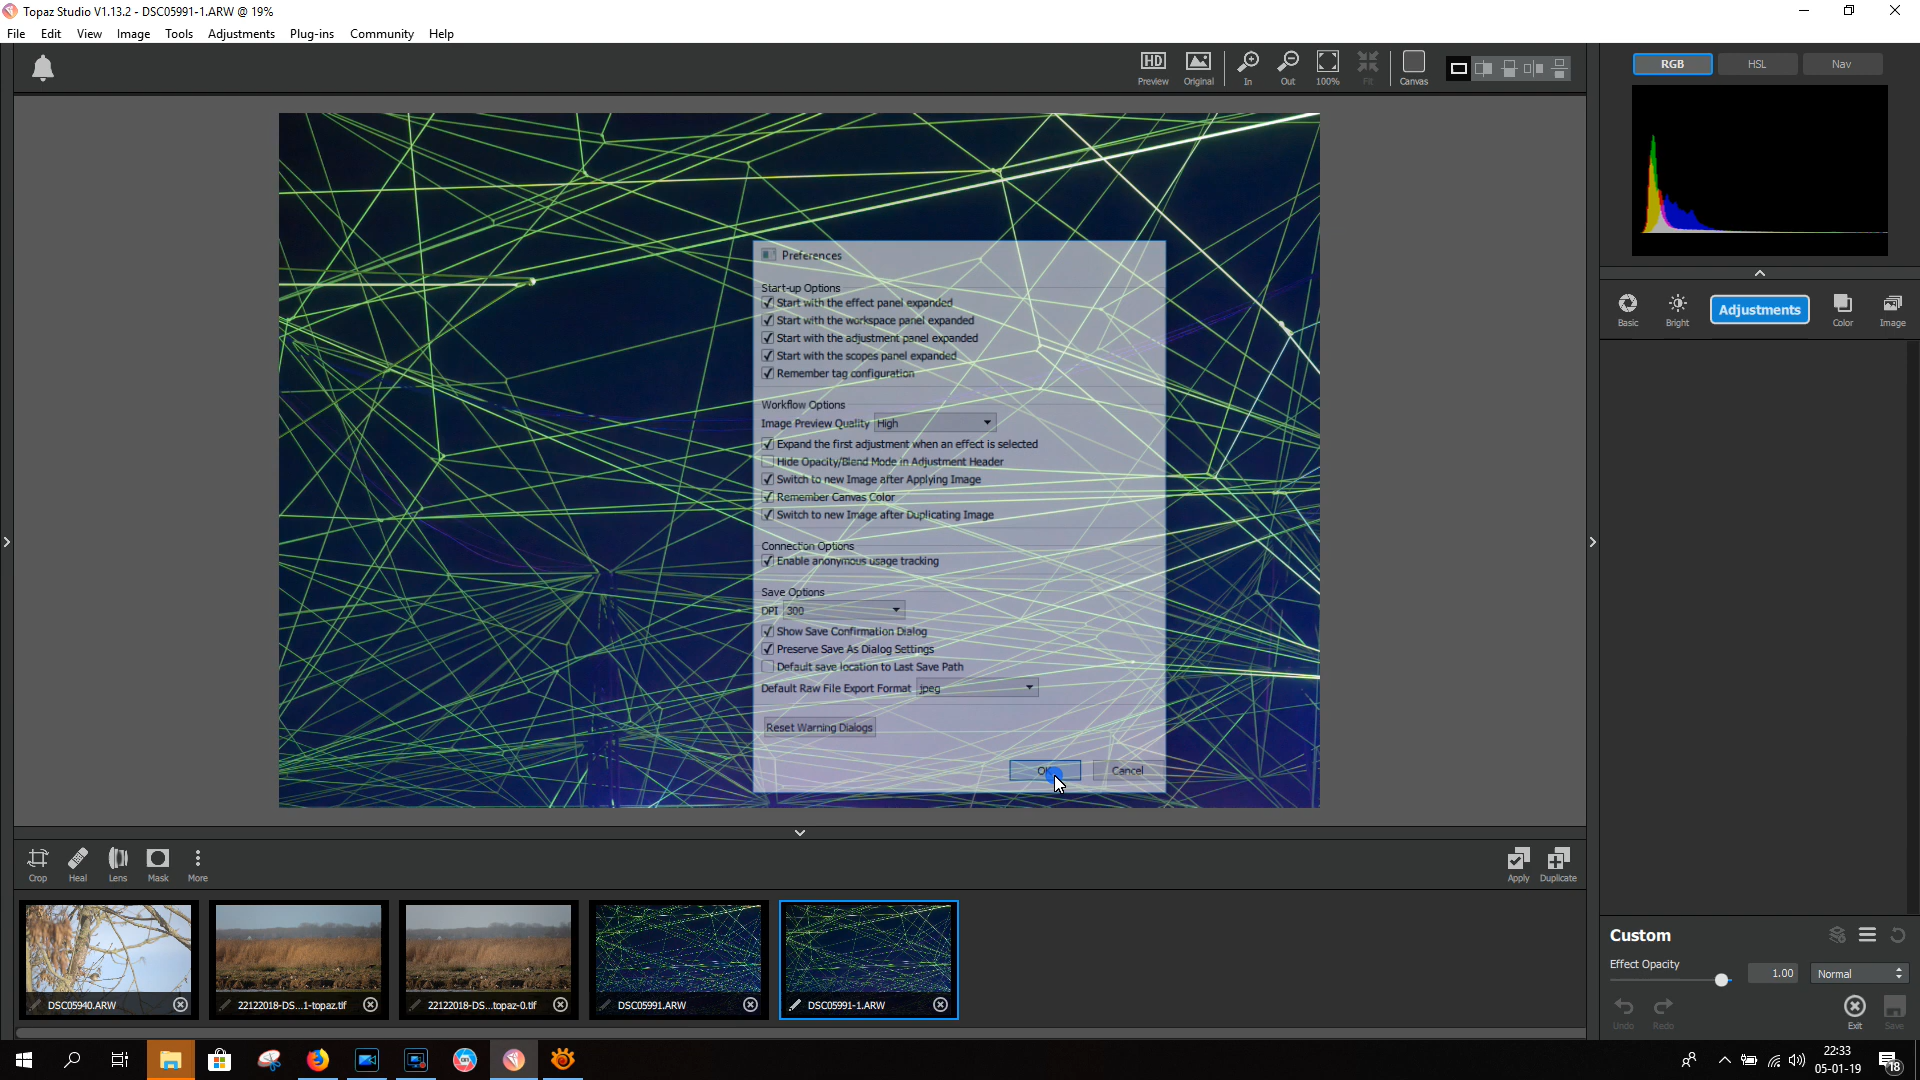 Topaz Studio V1.13.2 - DSC05991-1.ARW @ 19%
File Edit View Image Tools Adjustments Plug-ins Community Help
HD
Preview Original In Out 100% Fit Canvas
RGB HSL Nav
Preferences
Start-up Options
Start with the effect panel expanded
Start with the workspace panel expanded
Start with the adjustment panel expanded
Start with the scopes panel expanded
Remember tag configuration
Workflow Options
Image Preview Quality High
Expand the first adjustment when an effect is selected
Hide Opacity/Blend Mode in Adjustment Header
Switch to new Image after Applying Image
Remember Canvas Color
Switch to new Image after Duplicating Image
Connection Options
Enable anonymous usage tracking
Save Options
DPI 300
Show Save Confirmation Dialog
Preserve Save As Dialog Settings
Default save location to Last Save Path
Default Raw File Export Format jpeg
Reset Warning Dialogs
Cancel
Basic Bright Adjustments Color Image
Crop Heal Lens Mask More
Apply Duplicate
DSC05940.ARW
22122018-DS...1-topaz.tif
22122018-DS...topaz-0.tif
DSC05991.ARW
DSC05991-1.ARW
Custom
Effect Opacity 1.00 Normal
Undo Redo Exit Save
22:33
05-01-19
18